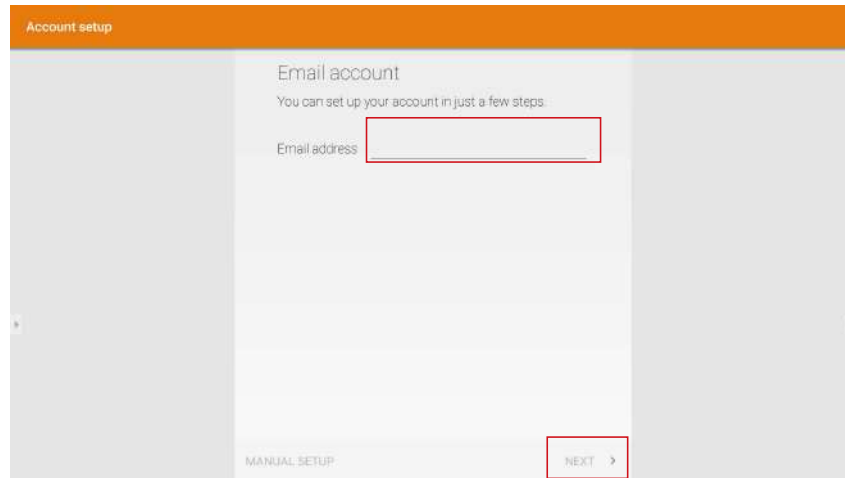 Account setup
Email account
You can set up your account in just a few steps.
Email address
MANUAL SETUP
NEXT